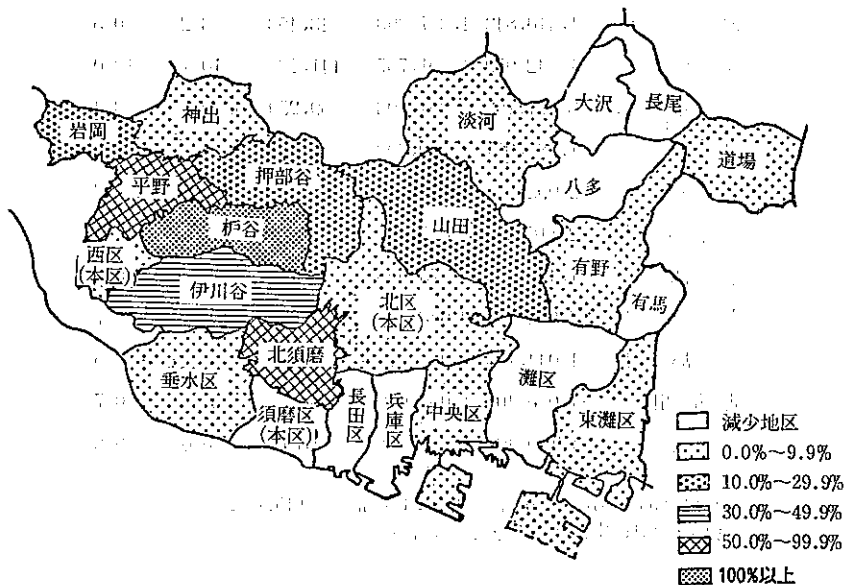 岩岡
神出
淡河
大沢
長尾
道場
平野
押部谷
山田
八多
西区
(本区)
枦谷
有野
伊川谷
北区
(本区)
有馬
垂水区
北須磨
灘区
須磨区
(本区)
長田区
兵庫区
中央区
東灘区
減少地区
0.0%~9.9%
10.0%~29.9%
30.0%~49.9%
50.0%~99.9%
100%以上